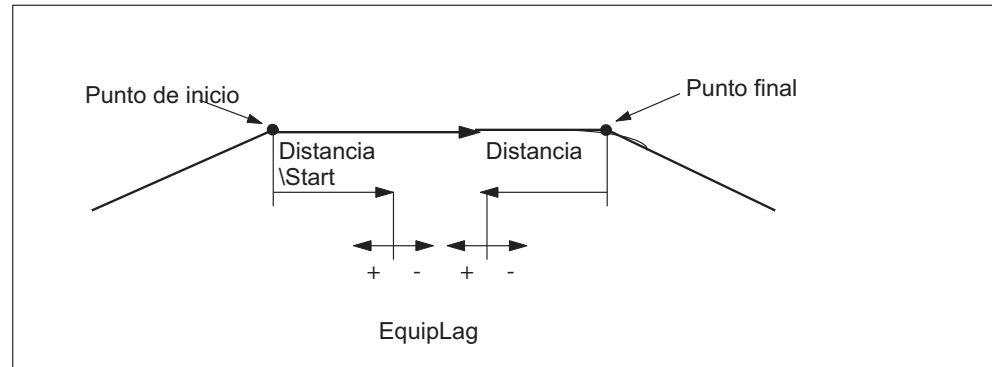 Punto de inicio
Punto final
Distancia
\Start
Distancia
+ - + -
EquipLag